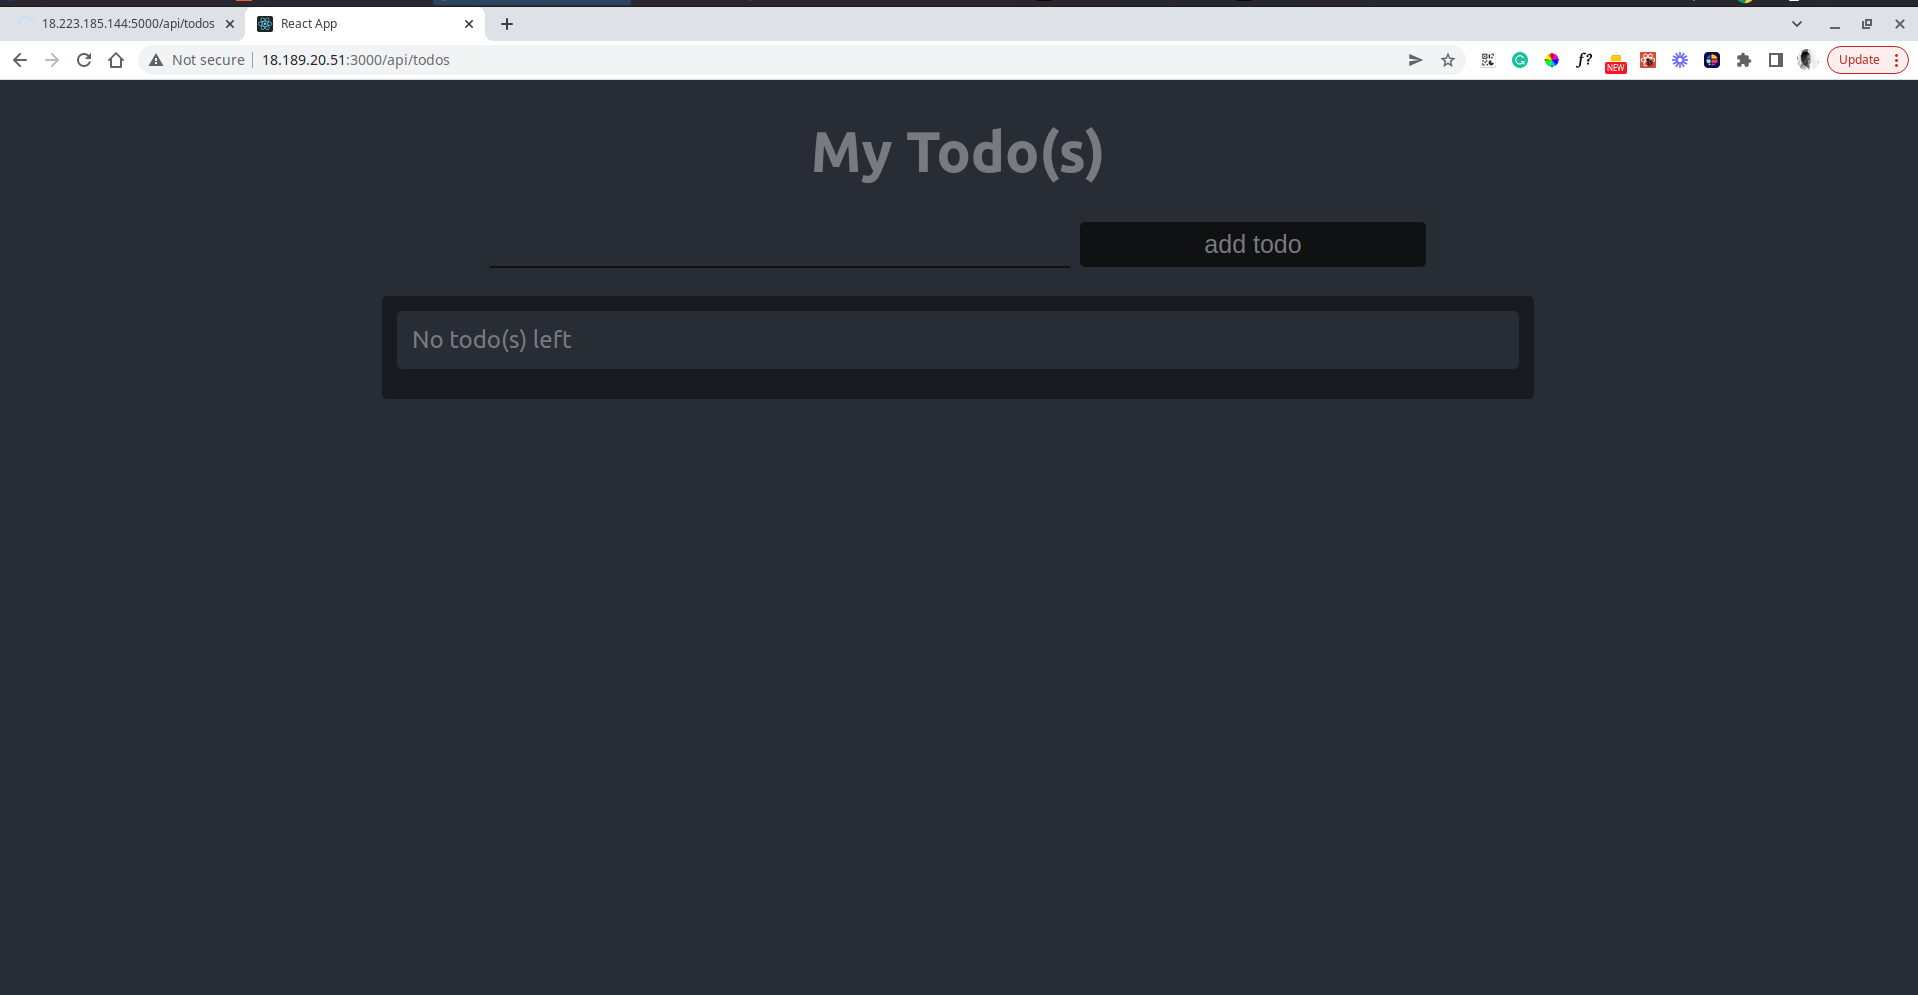 18.223.185.144:5000/api/todos
React App
Not secure
18.189.20.51:3000/api/todos
f?
NEW
Update
My Todo(s)
add todo
No todo(s) left